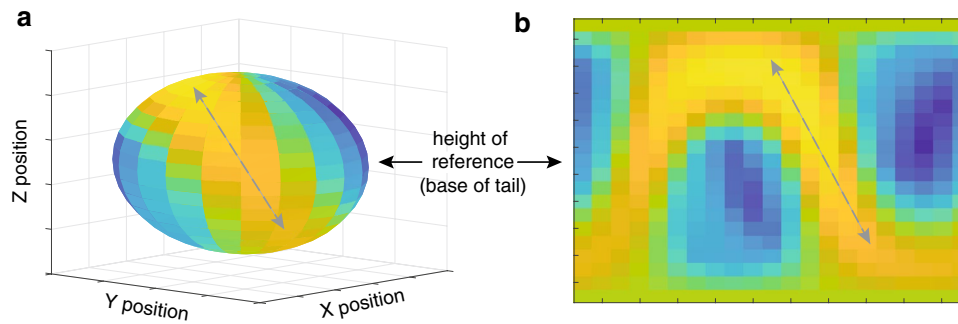 a
Z position
Y position
X position
height of
reference
(base of tail)
b